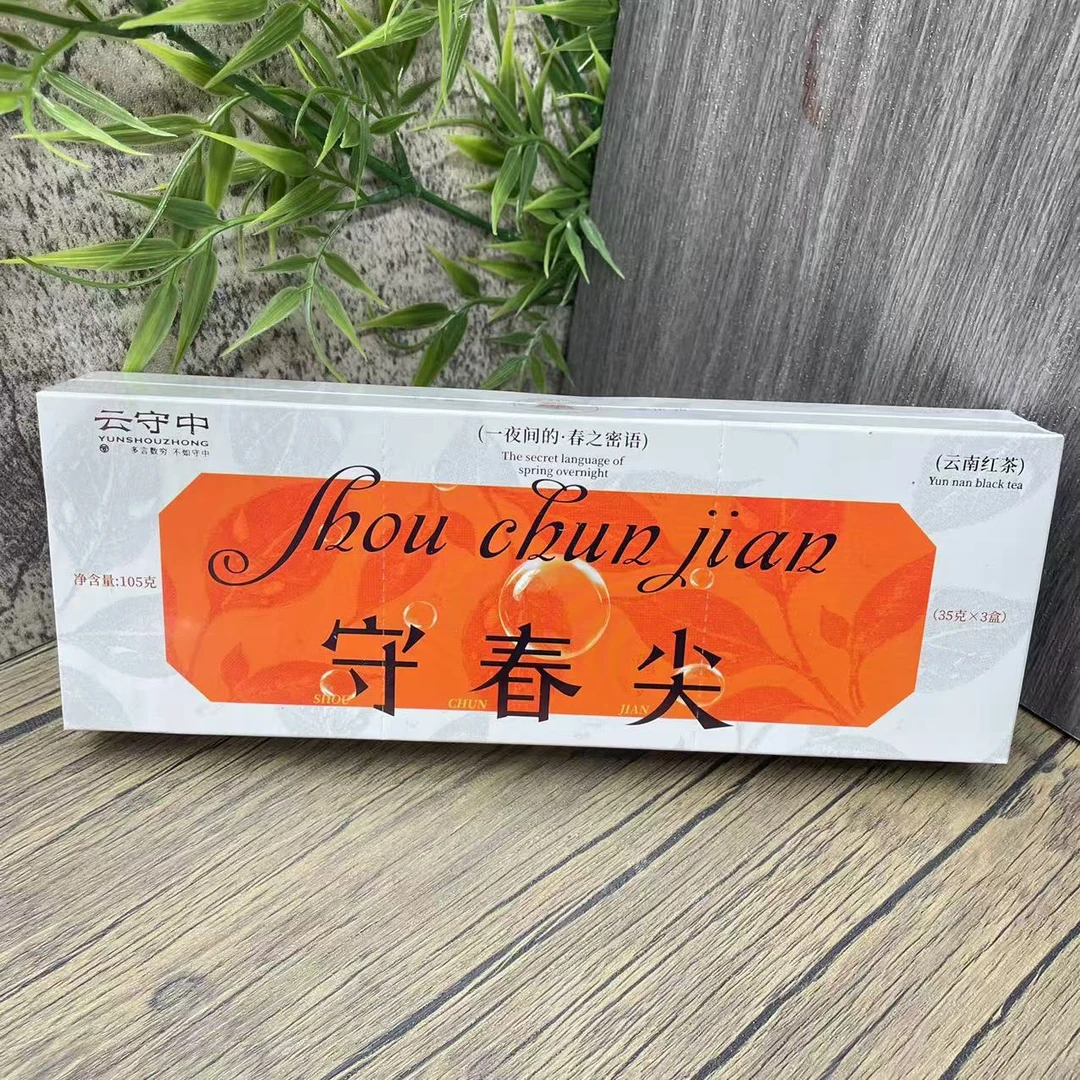 云守中
YUNSHOUZHONG
多言数穷 不如守中
(一夜间的·春之密语)
The secret language of
spring overnight
(云南红茶)
Yun nan black tea
Shou chun jian
净含量:105克
(35克×3盒)
守春尖
SHOU CHUN JIAN